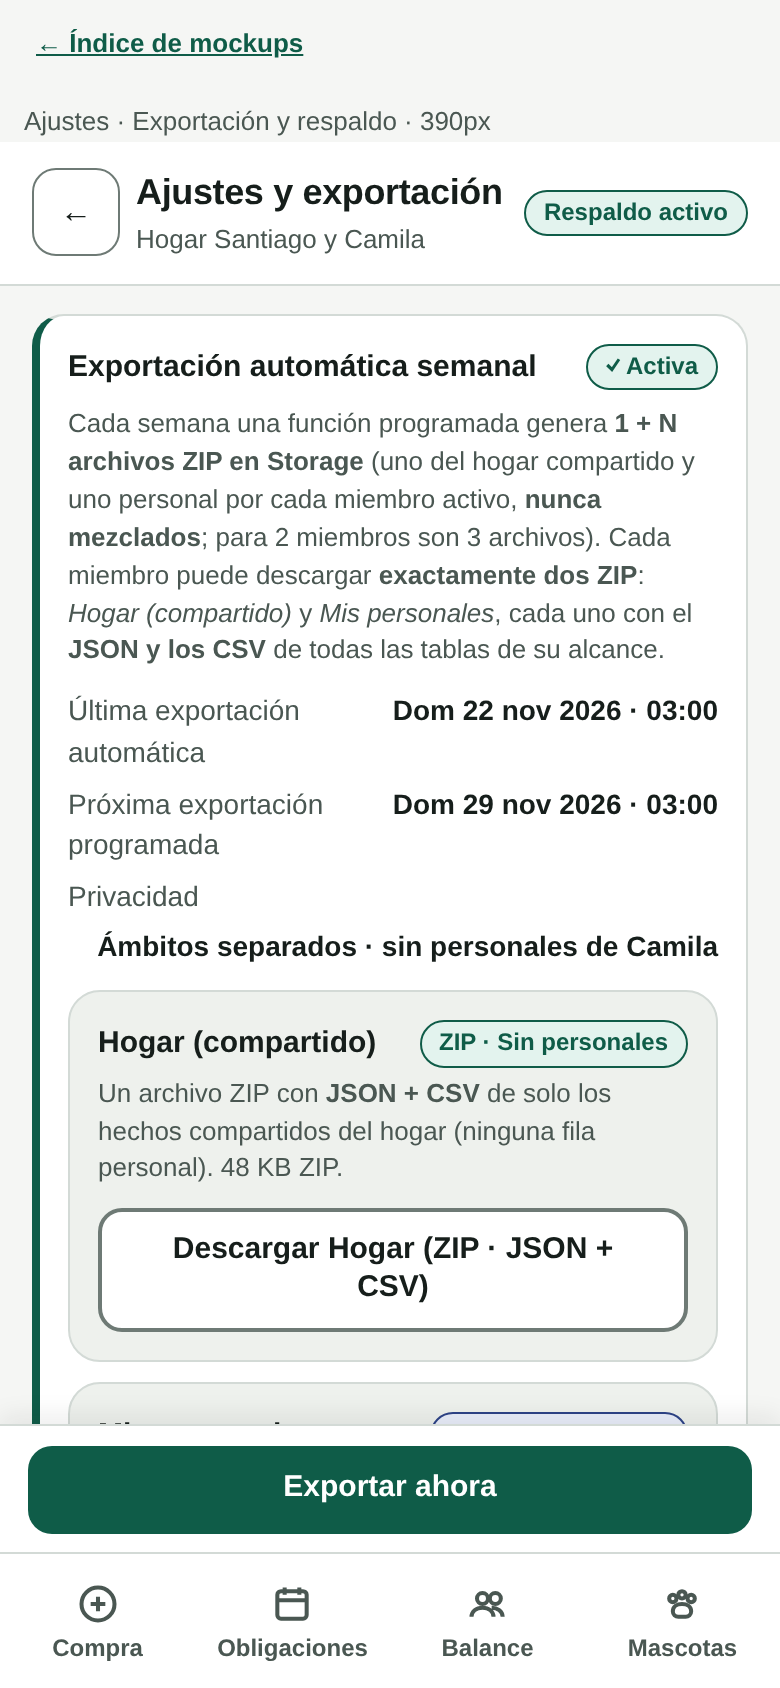 ← Índice de mockups
Ajustes · Exportación y respaldo · 390px
←
Ajustes y exportación
Hogar Santiago y Camila
Respaldo activo
Exportación automática semanal
✓ Activa
Cada semana una función programada genera 1 + N
archivos ZIP en Storage (uno del hogar compartido y
uno personal por cada miembro activo, nunca
mezclados; para 2 miembros son 3 archivos). Cada
miembro puede descargar exactamente dos ZIP:
Hogar (compartido) y Mis personales, cada uno con el
JSON y los CSV de todas las tablas de su alcance.
Última exportación
automática
Dom 22 nov 2026 · 03:00
Próxima exportación
programada
Dom 29 nov 2026 · 03:00
Privacidad
Ámbitos separados · sin personales de Camila
Hogar (compartido)
ZIP · Sin personales
Un archivo ZIP con JSON + CSV de solo los
hechos compartidos del hogar (ninguna fila
personal). 48 KB ZIP.
Descargar Hogar (ZIP · JSON +
CSV)
Exportar ahora
Compra
Obligaciones
Balance
Mascotas